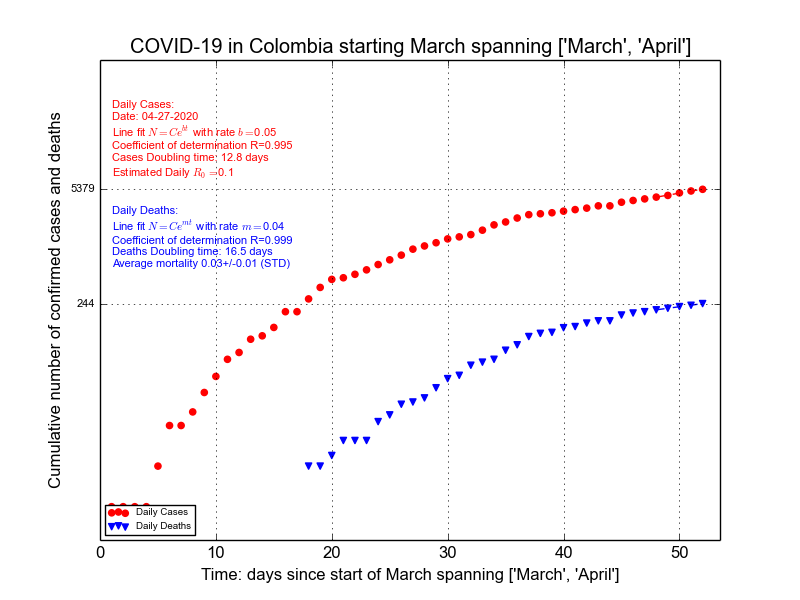 COVID-19 in Colombia starting March spanning ['March', 'April']
Daily Cases:
Date: 04-27-2020
Line fit N = Ce^{bt} with rate b =0.05
Coefficient of determination R=0.995
Cases Doubling time: 12.8 days
Estimated Daily R_0 =0.1
5379
Daily Deaths:
Line fit N = Ce^{mt} with rate m =0.04
Coefficient of determination R=0.999
Deaths Doubling time: 16.5 days
Average mortality 0.03+/-0.01 (STD)
244
Cumulative number of confirmed cases and deaths
Daily Cases
Daily Deaths
0 10 20 30 40 50
Time: days since start of March spanning ['March', 'April']